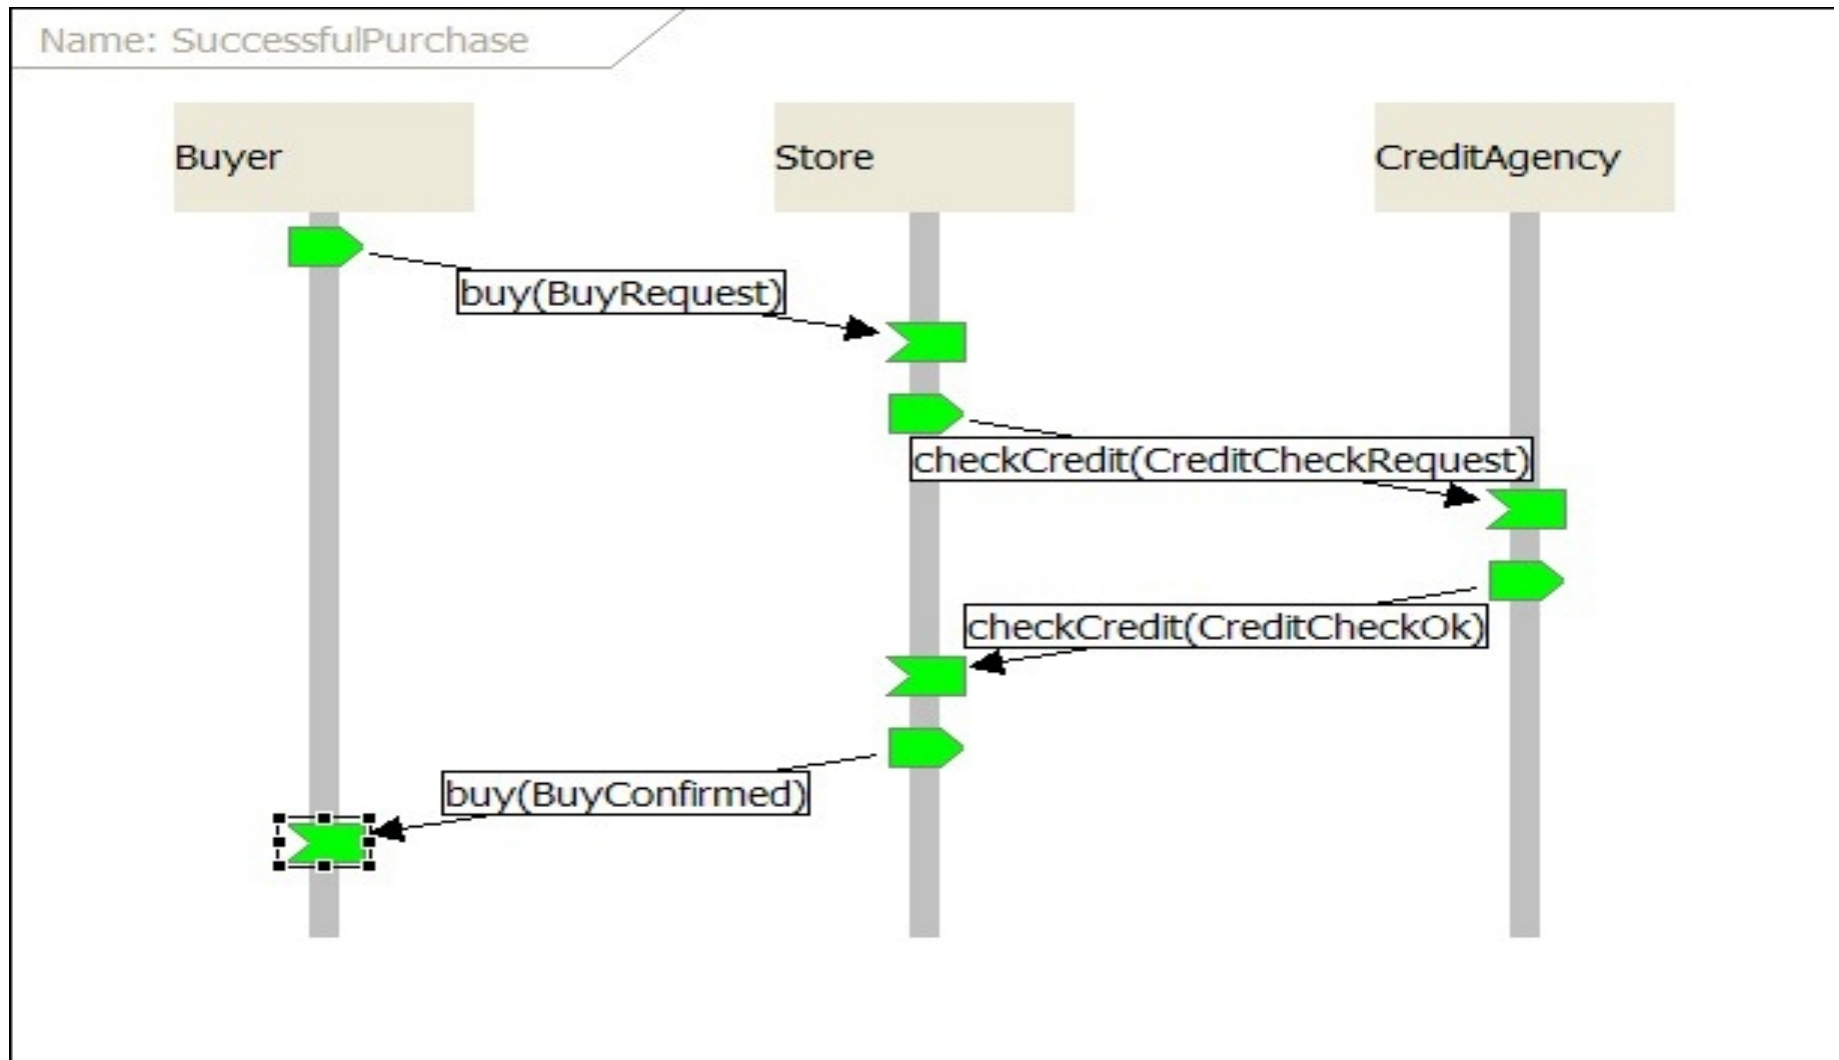 Name: SuccessfulPurchase
Buyer
Store
CreditAgency
buy(BuyRequest)
checkCredit(CreditCheckRequest)
checkCredit(CreditCheckOk)
buy(BuyConfirmed)